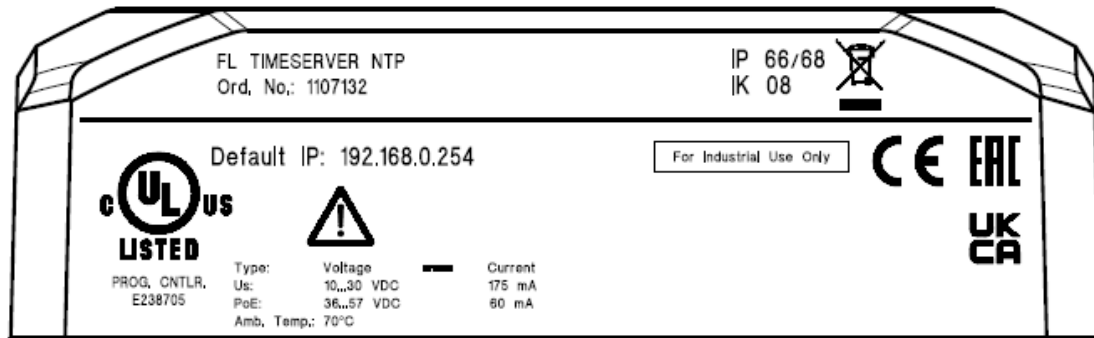 FL TIMESERVER NTP
Ord. No.: 1107132
IP 66/68
IK 08
Default IP: 192.168.0.254
For Industrial Use Only
CE
EAC
UK
CA
C UL US
LISTED
PROG. CNTLR.
E238705
Type: Voltage Current
Us: 10...30 VDC 175 mA
PoE: 36...57 VDC 60 mA
Amb. Temp.: 70°C